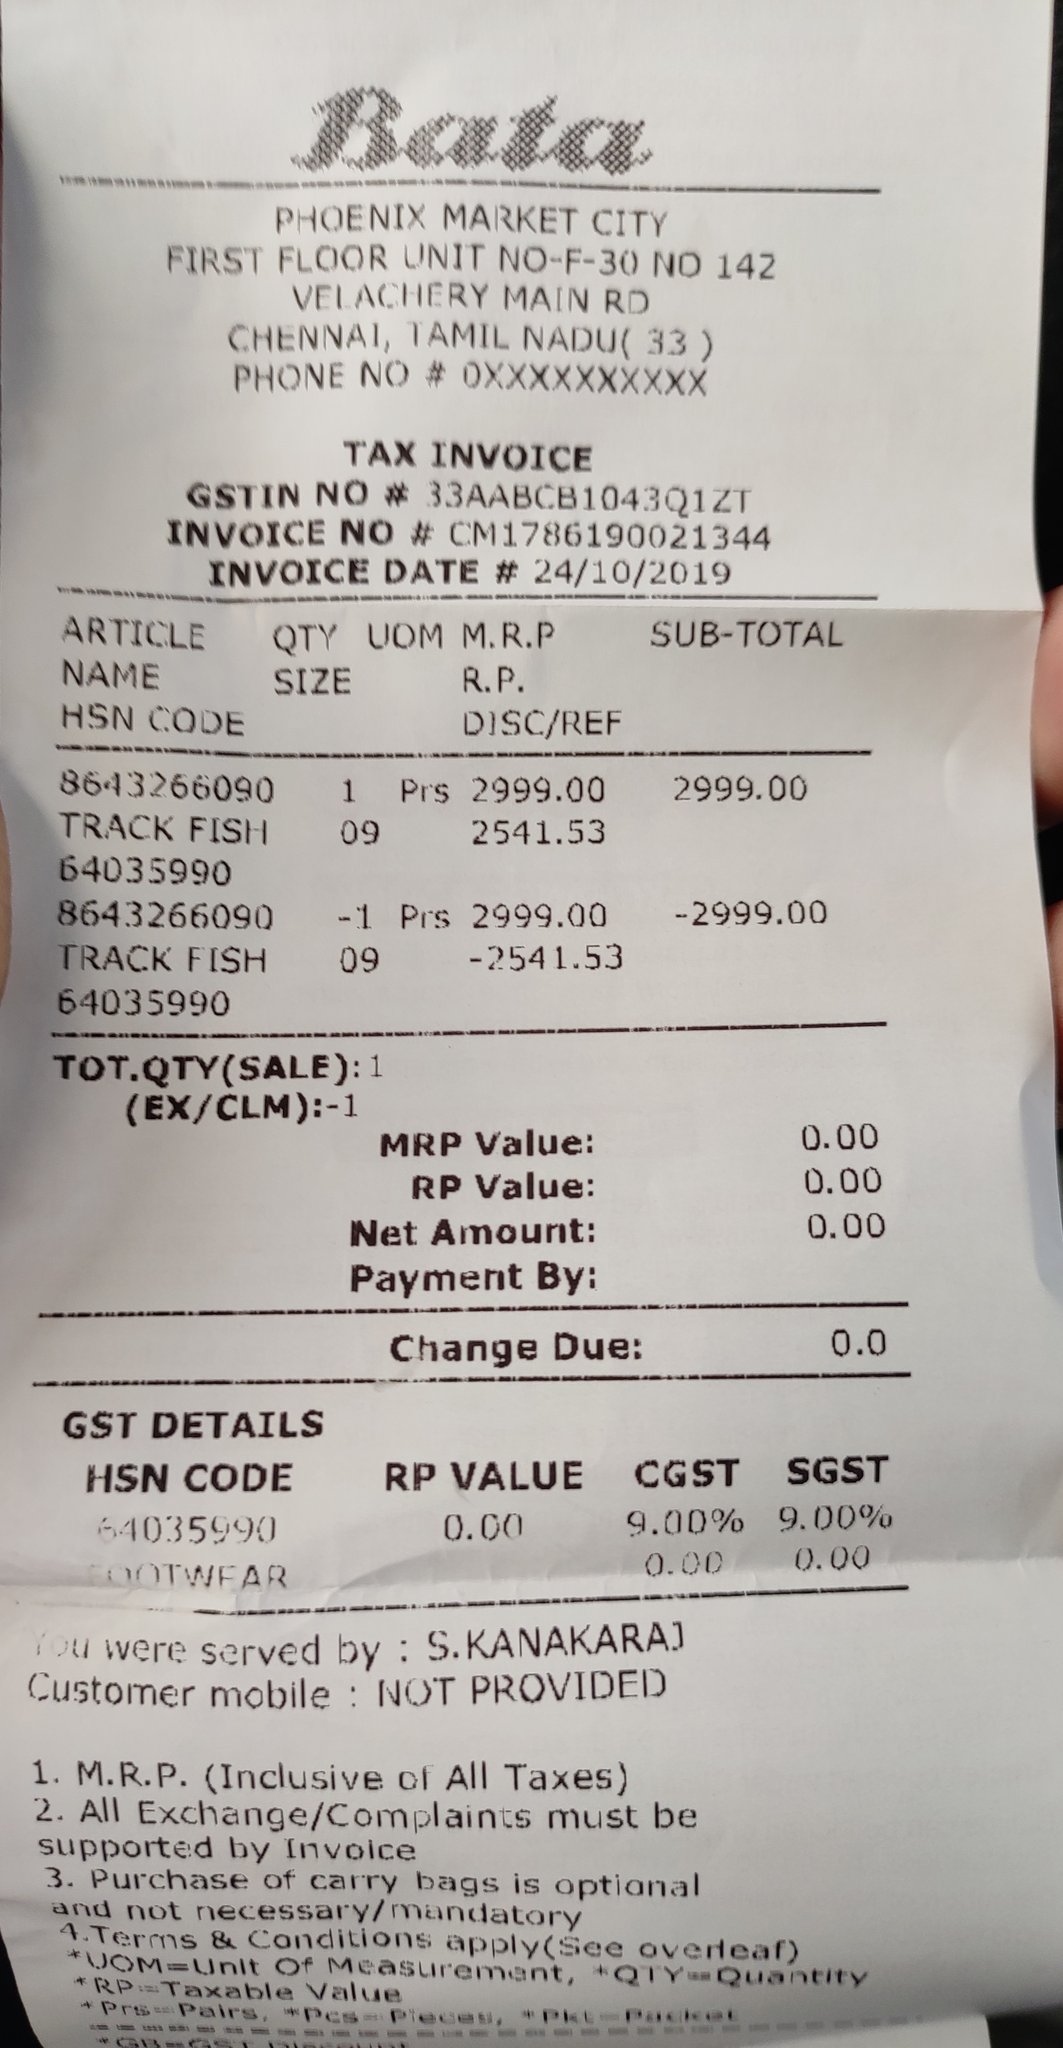 Bata
PHOENIX MARKET CITY
FIRST FLOOR UNIT NO-F-30 NO 142
VELACHERY MAIN RD
CHENNAI, TAMIL NADU( 33 )
PHONE NO # 0XXXXXXXXXX
TAX INVOICE
GSTIN NO # 33AABCB1043Q1ZT
INVOICE NO # CM1786190021344
INVOICE DATE # 24/10/2019
ARTICLE QTY UOM M.R.P SUB-TOTAL
NAME SIZE R.P.
HSN CODE DISC/REF
8643266090 1 Prs 2999.00 2999.00
TRACK FISH 09 2541.53
64035990
8643266090 -1 Prs 2999.00 -2999.00
TRACK FISH 09 -2541.53
64035990
TOT.QTY(SALE): 1
(EX/CLM):-1
MRP Value: 0.00
RP Value: 0.00
Net Amount: 0.00
Payment By:
Change Due: 0.0
GST DETAILS
HSN CODE RP VALUE CGST SGST
64035990 0.00 9.00% 9.00%
FOOTWEAR 0.00 0.00
You were served by : S.KANAKARAJ
Customer mobile : NOT PROVIDED
1. M.R.P. (Inclusive of All Taxes)
2. All Exchange/Complaints must be
supported by Invoice
3. Purchase of carry bags is optional
and not necessary/mandatory
4.Terms & Conditions apply(See overleaf)
*UOM=Unit Of Measurement, *QTY=Quantity
*RP=Taxable Value
*Prs=Pairs, *Pcs=Pieces, *Pkt=Packet
*GB=GST Discount